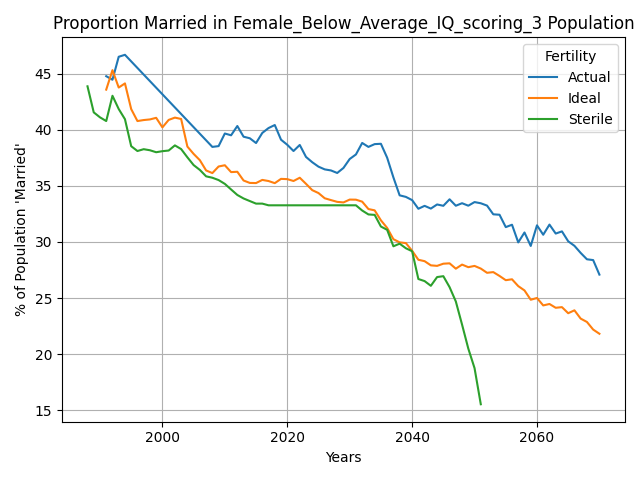 Proportion Married in Female_Below_Average_IQ_scoring_3 Population
% of Population 'Married'
45
40
35
30
25
20
15
Fertility
Actual
Ideal
Sterile
2000
2020
2040
2060
Years